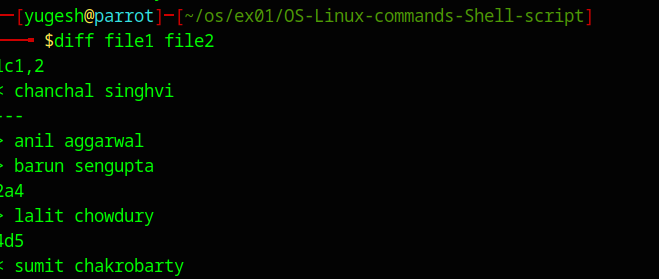 [yugesh@parrot]─[~/os/ex01/OS-Linux-commands-Shell-script]
$diff file1 file2
1c1,2
< chanchal singhvi
---
> anil aggarwal
> barun sengupta
2a4
> lalit chowdury
4d5
< sumit chakrobarty